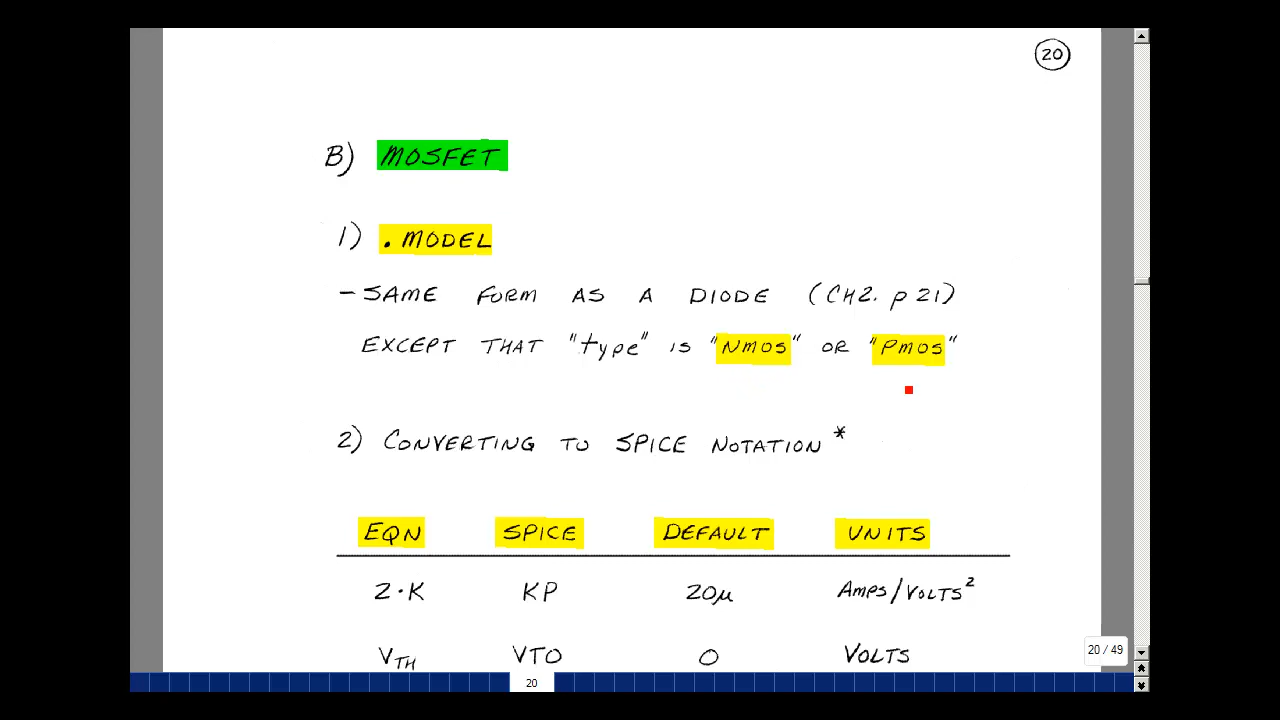 20
B) MOSFET
1) .MODEL
- SAME FORM AS A DIODE (CH2. p 21)
EXCEPT THAT "type" IS "NMOS" OR "PMOS"
2) CONVERTING TO SPICE NOTATION *
EQN SPICE DEFAULT UNITS
2·K KP 20μ AMPS/VOLTS²
VTH VTO 0 VOLTS
20 / 49
20